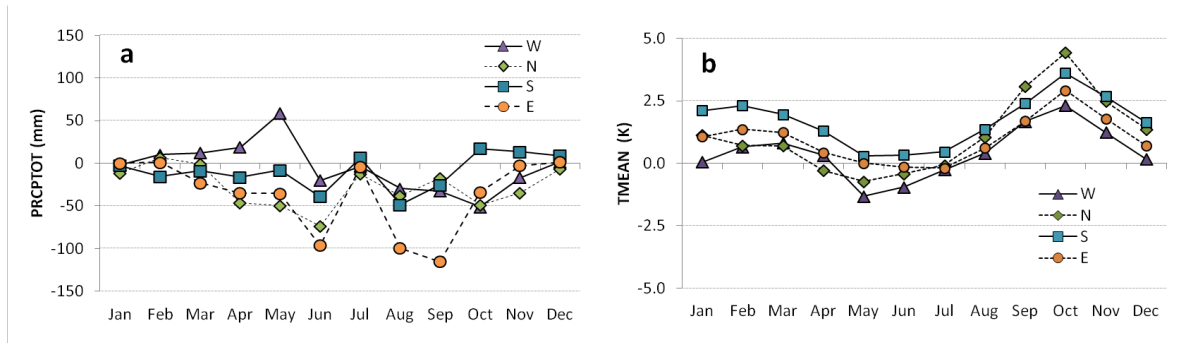 a
PRCPTOT (mm)
150
100
50
0
-50
-100
-150
W
N
S
E
Jan Feb Mar Apr May Jun Jul Aug Sep Oct Nov Dec
b
TMEAN (K)
5.0
2.5
0.0
-2.5
-5.0
W
N
S
E
Jan Feb Mar Apr May Jun Jul Aug Sep Oct Nov Dec